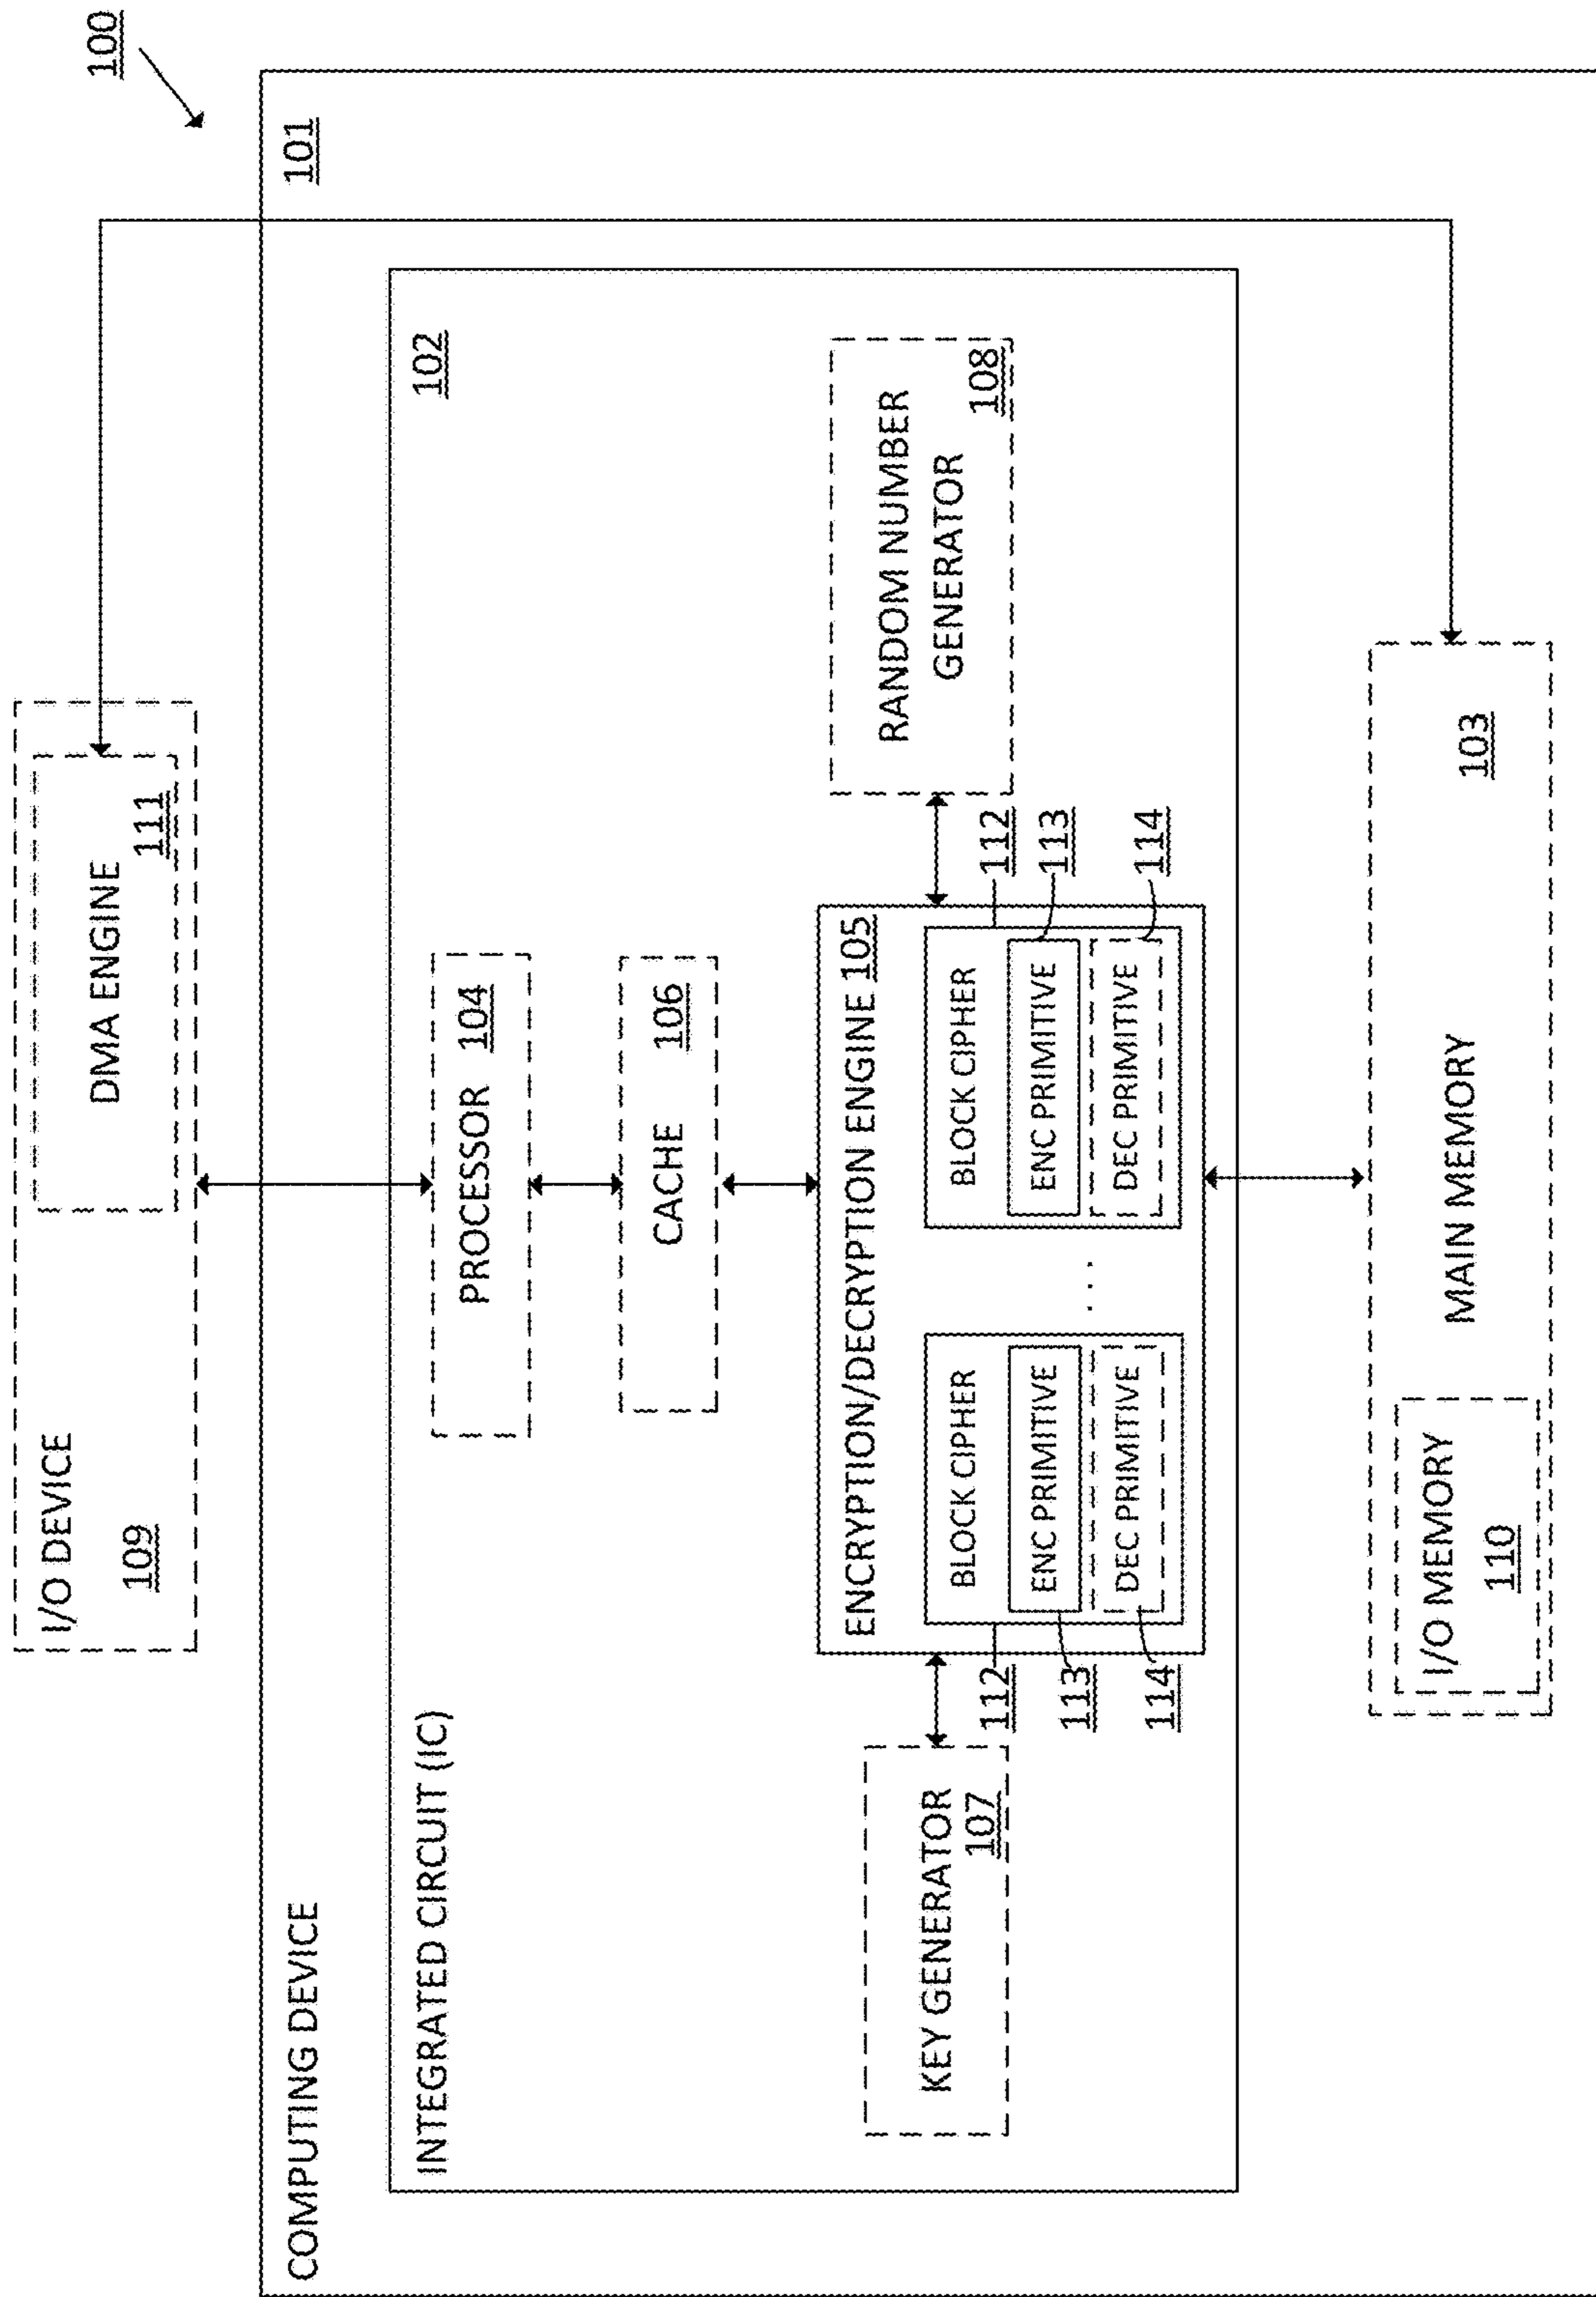 100
I/O DEVICE
109
DMA ENGINE
111
COMPUTING DEVICE
101
INTEGRATED CIRCUIT (IC)
102
PROCESSOR 104
CACHE 106
KEY GENERATOR
107
ENCRYPTION/DECRYPTION ENGINE 105
112
BLOCK CIPHER
113
ENC PRIMITIVE
114
DEC PRIMITIVE
. . .
BLOCK CIPHER
112
ENC PRIMITIVE
113
DEC PRIMITIVE
114
RANDOM NUMBER
GENERATOR
108
I/O MEMORY
110
MAIN MEMORY
103